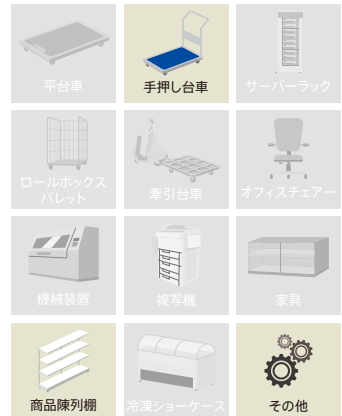 平台車
手押し台車
サーバーラック
ロールボックス
パレット
牽引台車
オフィスチェアー
機械装置
複写機
家具
商品陳列棚
冷凍ショーケース
その他